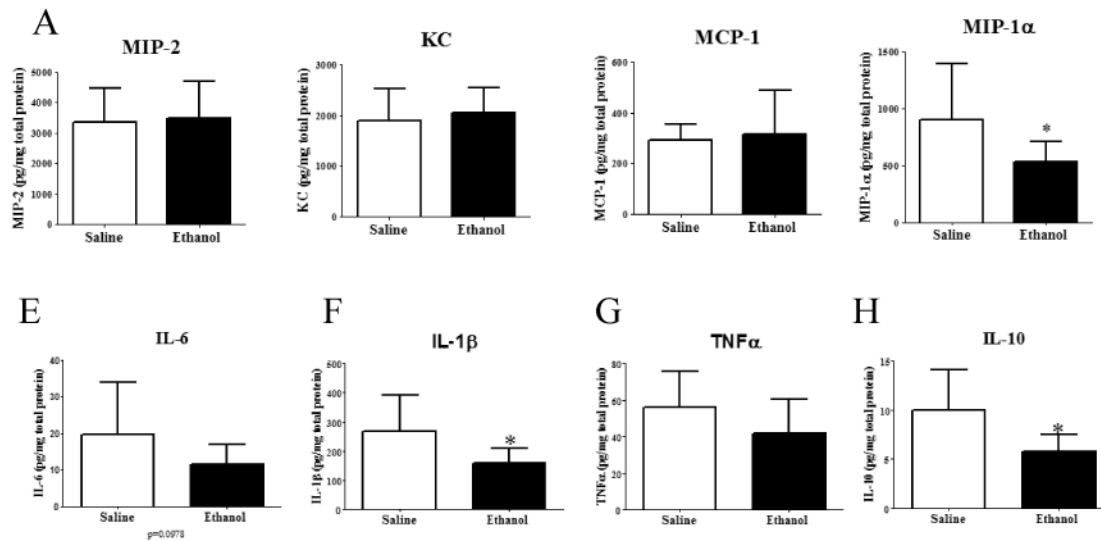 A
MIP-2
MIP-2 (pg/mg total protein)
5000
4000
3000
2000
1000
0
Saline Ethanol
KC
KC (pg/mg total protein)
3000
2000
1000
0
Saline Ethanol
MCP-1
MCP-1 (pg/mg total protein)
600
400
200
0
Saline Ethanol
MIP-1α
MIP-1α (pg/mg total protein)
1500
1000
500
0
*
Saline Ethanol
E
IL-6
IL-6 (pg/mg total protein)
40
30
20
10
0
Saline Ethanol
p=0.0978
F
IL-1β
IL-1β (pg/mg total protein)
500
400
300
200
100
0
*
Saline Ethanol
G
TNFα
TNFα (pg/mg total protein)
80
60
40
20
0
Saline Ethanol
H
IL-10
IL-10 (pg/mg total protein)
15
10
5
0
*
Saline Ethanol